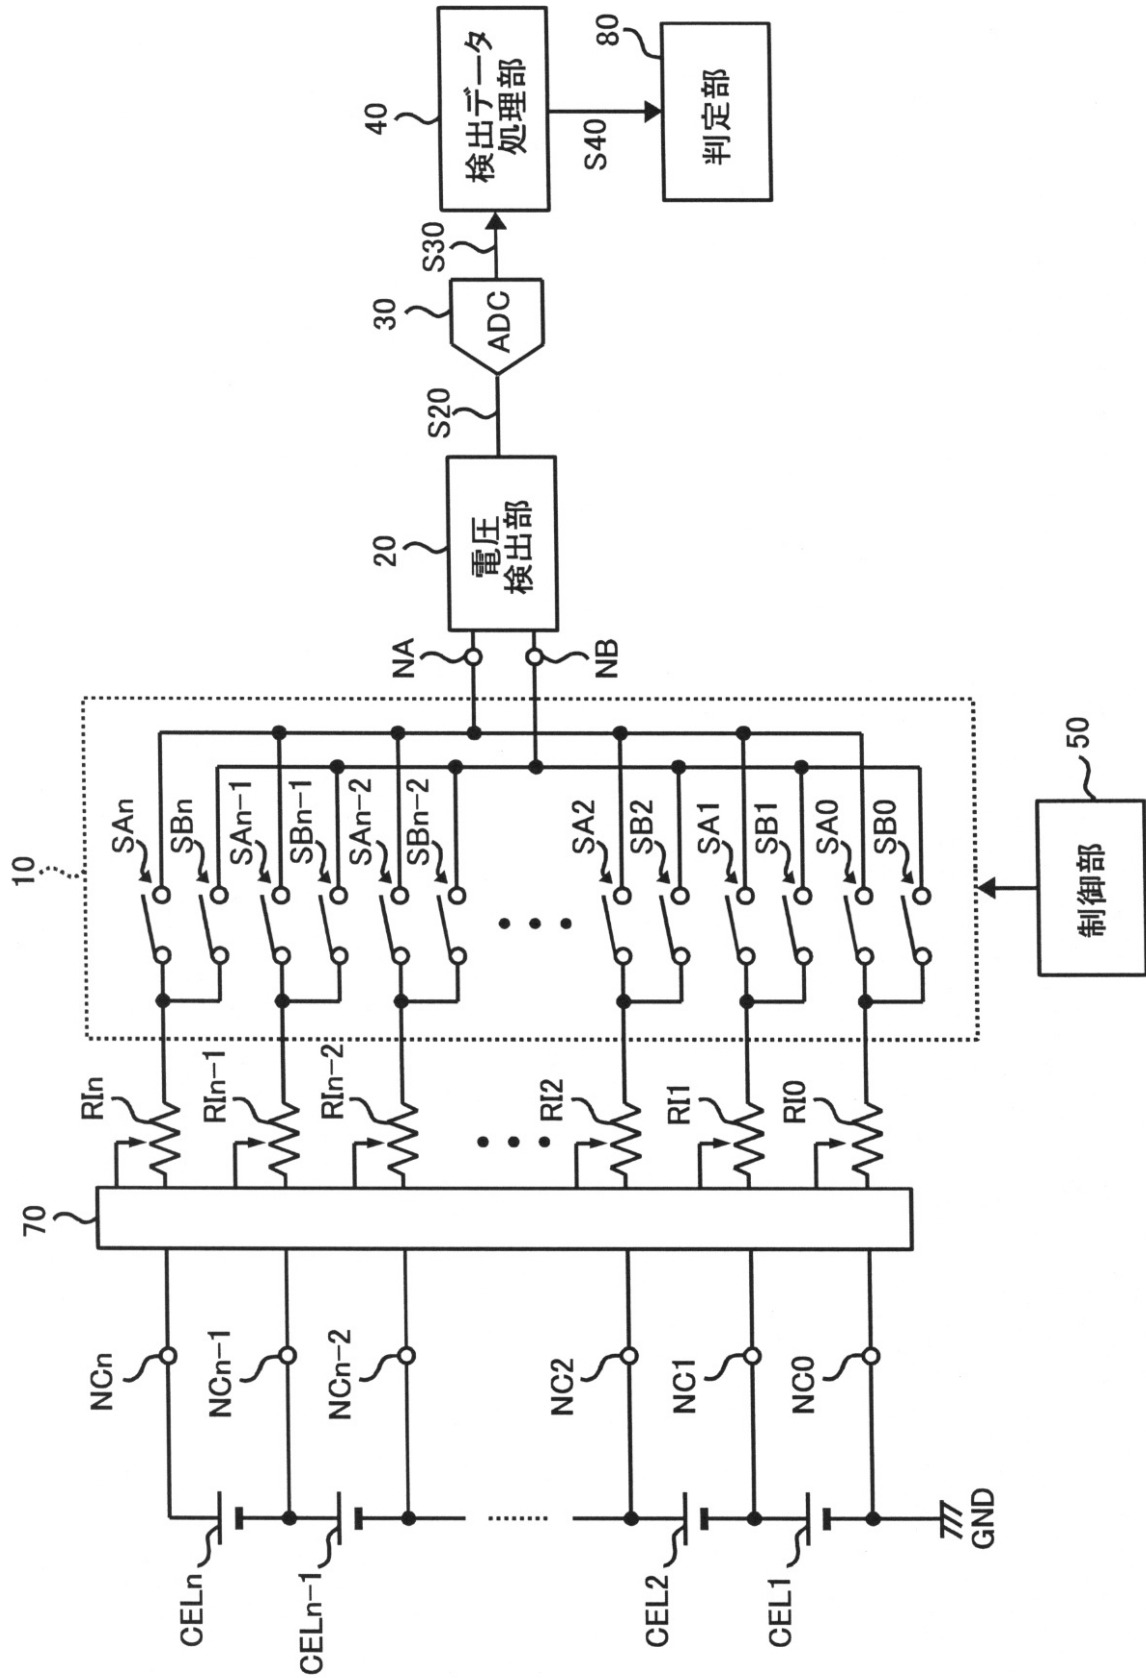 10
70
NCn
RIn
SAn
SBn
CELn
NCn-1
RIn-1
SAn-1
SBn-1
CELn-1
NCn-2
RIn-2
SAn-2
SBn-2
NA
NB
20
電圧
検出部
S20
30
ADC
S30
40
検出データ
処理部
S40
80
判定部
NC2
RI2
SA2
SB2
CEL2
NC1
RI1
SA1
SB1
CEL1
NC0
RI0
SA0
SB0
GND
50
制御部